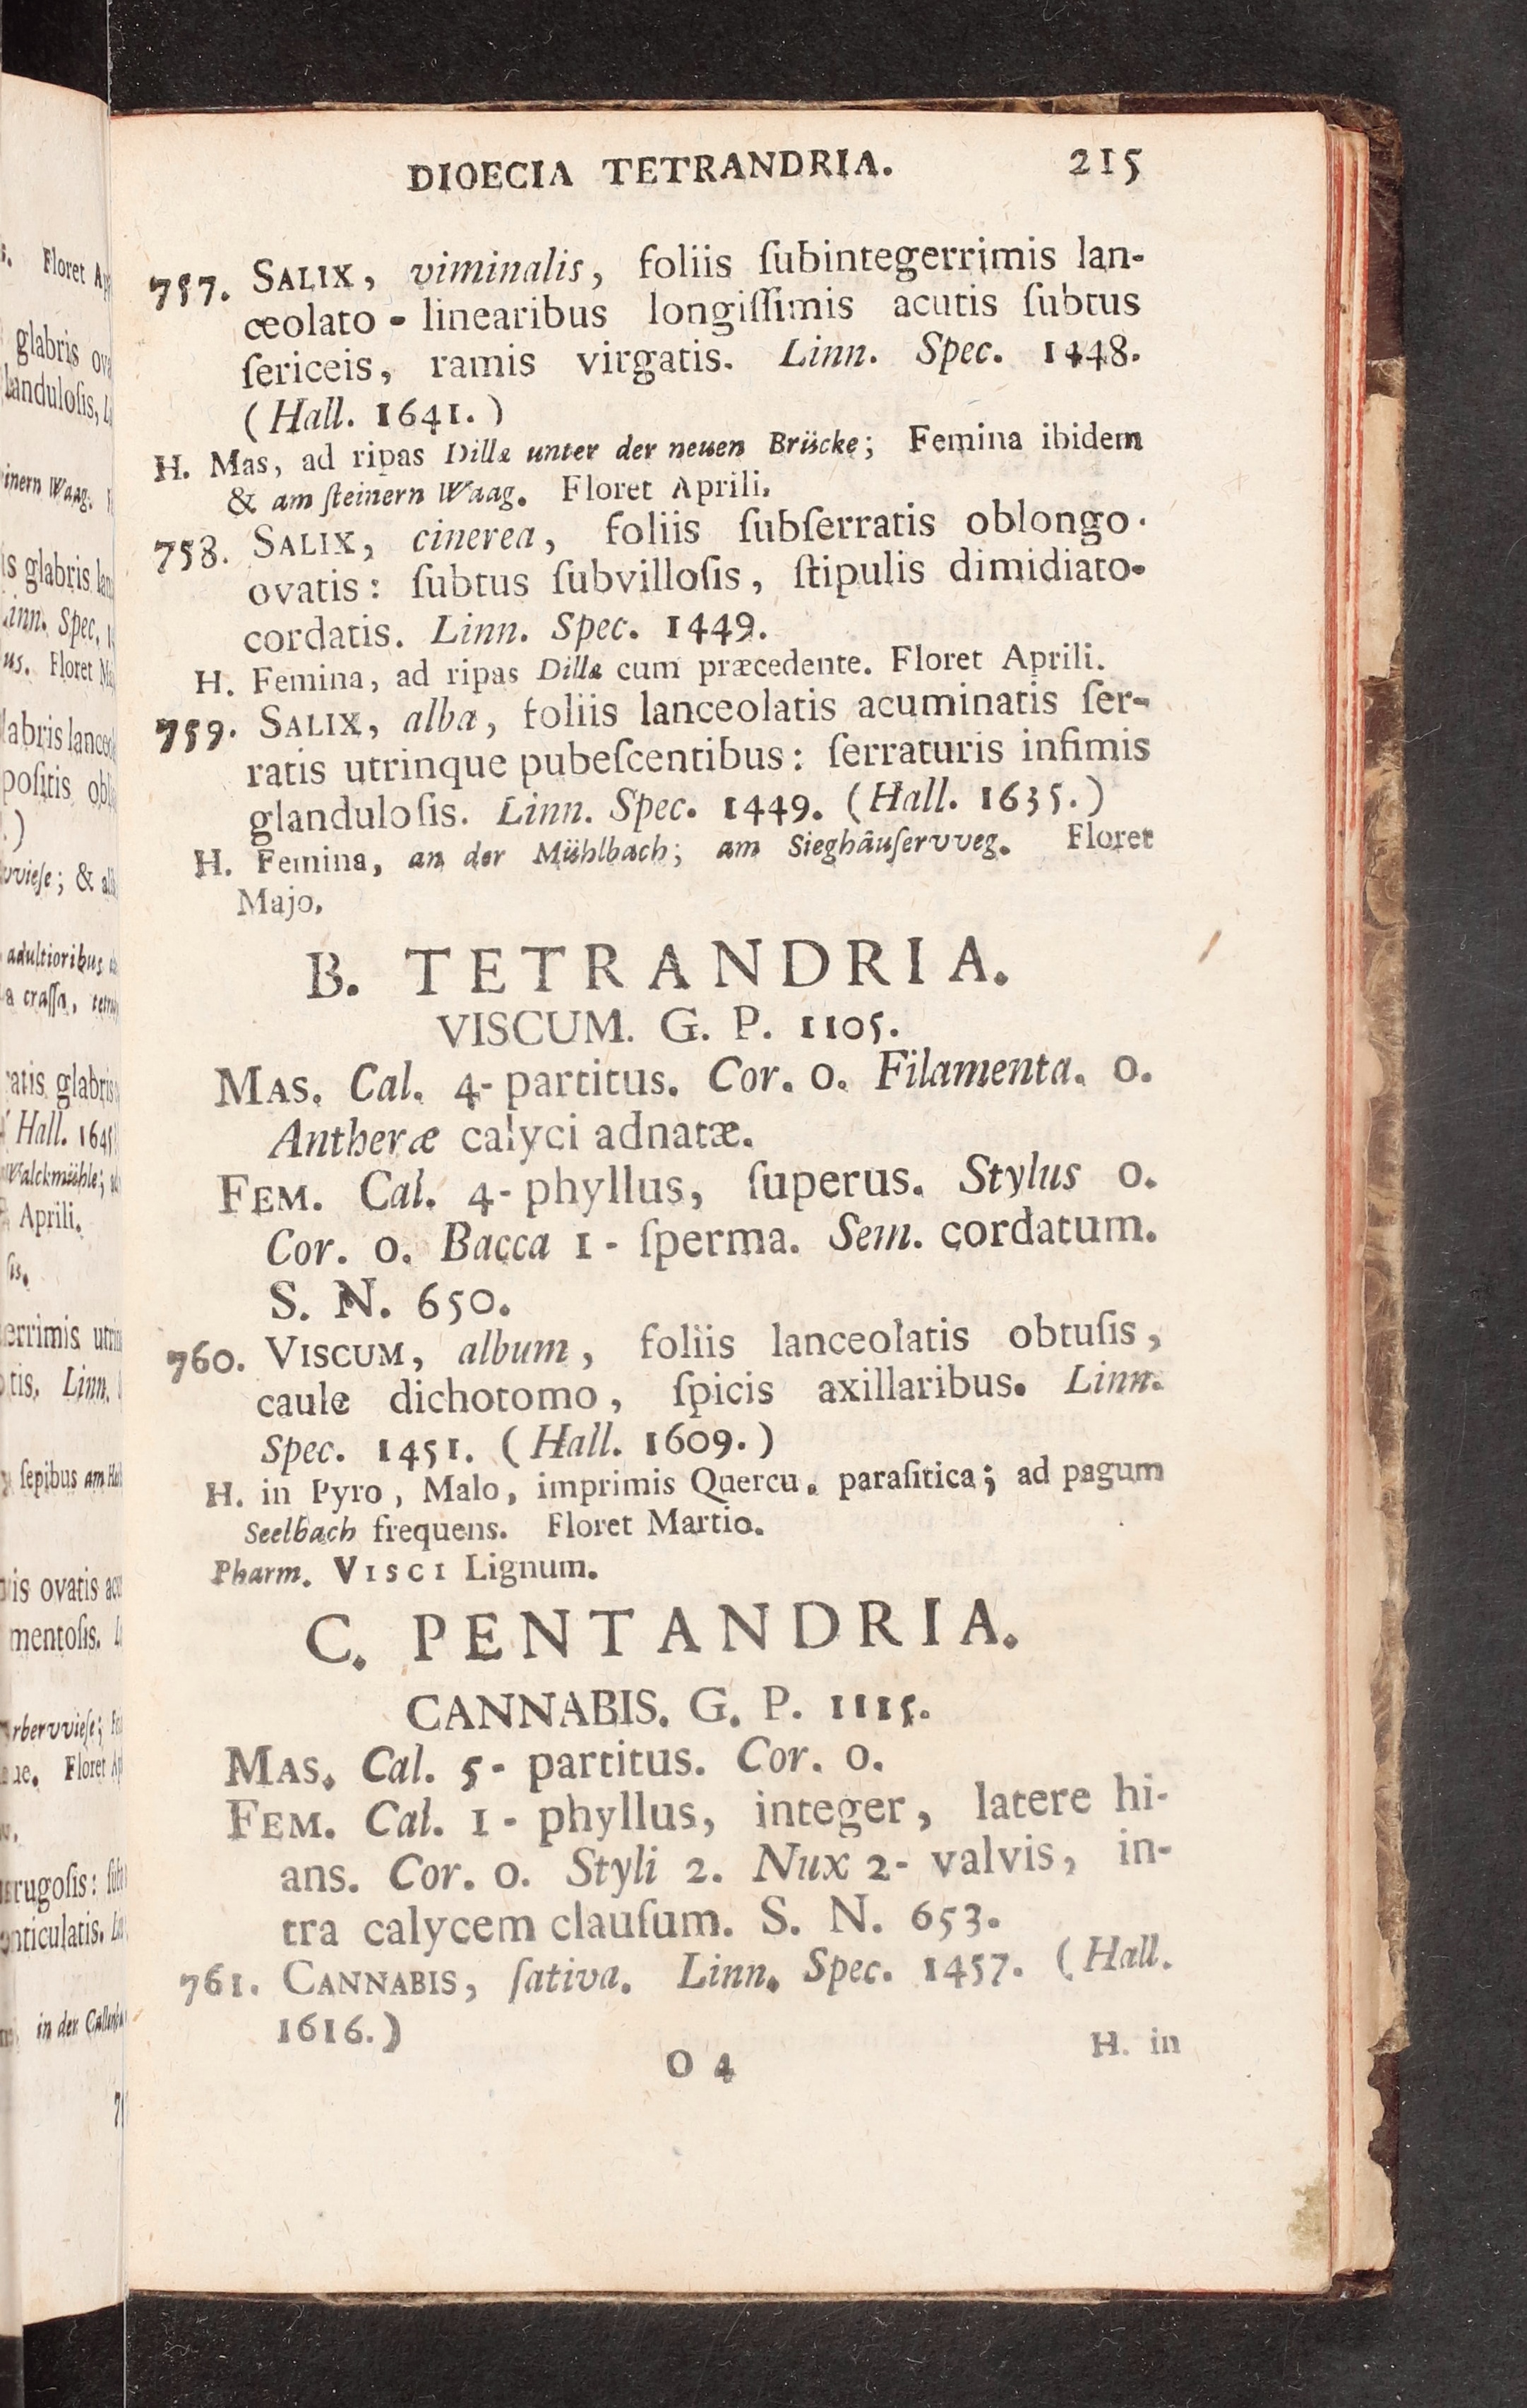 DIOECIA TETRANDRIA. 215
757. SALIX, viminalis, foliis ſubintegerrimis lan-
ceolato - linearibus longiſſimis acutis ſubtus
ſericeis, ramis virgatis. Linn. Spec. 1448.
(Hall. 1641.)
H. Mas, ad ripas Dillæ unter der neuen Brücke; Femina ibidem
& am ſteinern Waag. Floret Aprili.
758. SALIX, cinerea, foliis ſubſerratis oblongo-
ovatis: ſubtus ſubvilloſis, ſtipulis dimidiato-
cordatis. Linn. Spec. 1449.
H. Femina, ad ripas Dillæ cum præcedente. Floret Aprili.
759. SALIX, alba, foliis lanceolatis acuminatis ſer-
ratis utrinque pubeſcentibus: ſerraturis infimis
glanduloſis. Linn. Spec. 1449. (Hall. 1635.)
H. Femina, an der Mühlbach; am Sieghâuſervveg. Floret
Majo.
B. TETRANDRIA.
VISCUM. G. P. 1105.
MAS. Cal. 4-partitus. Cor. 0. Filamenta. 0.
Antheræ calyci adnatæ.
FEM. Cal. 4-phyllus, ſuperus. Stylus 0.
Cor. 0. Bacca 1 - ſperma. Sem. cordatum.
S. N. 650.
760. VISCUM, album, foliis lanceolatis obtuſis,
caule dichotomo, ſpicis axillaribus. Linn.
Spec. 1451. (Hall. 1609.)
H. in Pyro, Malo, imprimis Quercu. paraſitica; ad pagum
Seelbach frequens. Floret Martio.
Pharm. VISCI Lignum.
C. PENTANDRIA.
CANNABIS. G. P. 1115.
MAS. Cal. 5- partitus. Cor. 0.
FEM. Cal. 1 - phyllus, integer, latere hi-
ans. Cor. 0. Styli 2. Nux 2- valvis, in-
tra calycem clauſum. S. N. 653.
761. CANNABIS, ſativa. Linn. Spec. 1457. (Hall.
1616.)
O 4 H. in